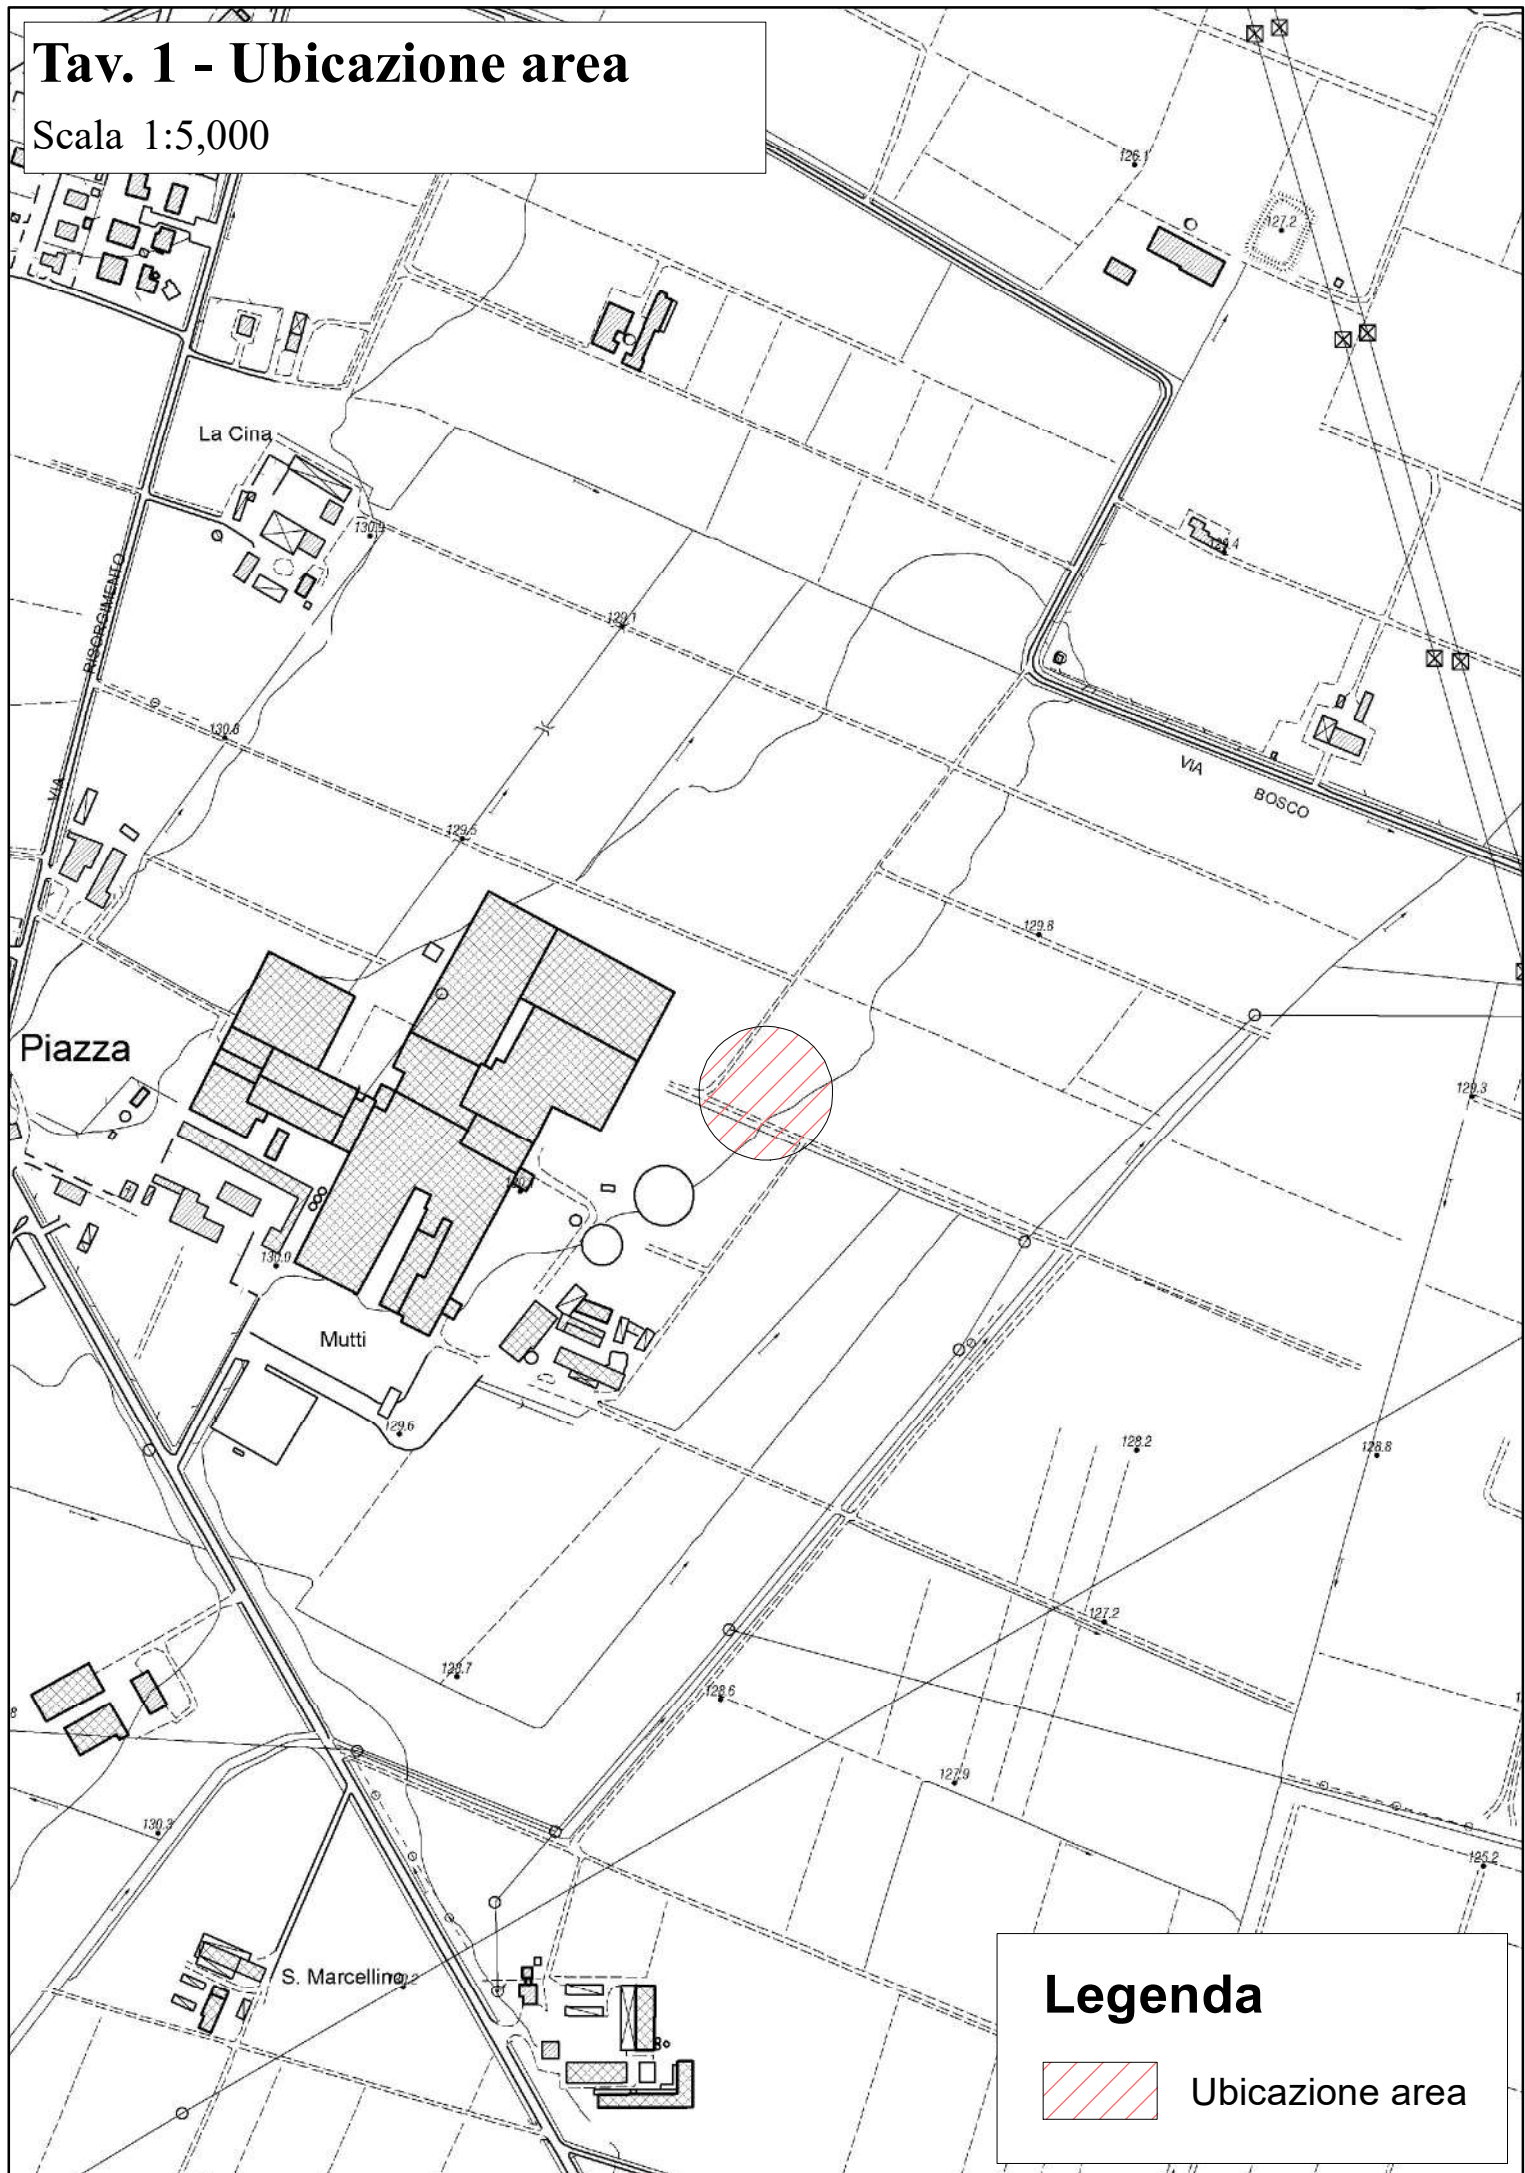 Tav. 1 - Ubicazione area
Scala 1:5,000
126.1
127.2
La Cina
130.9
VIA RISORGIMENTO
129.1
130.8
VIA BOSCO
129.5
129.8
Piazza
129.3
130.0
Mutti
129.6
128.2
128.8
127.2
128.7
128.6
127.9
130.3
125.2
S. Marcellino
Legenda
Ubicazione area